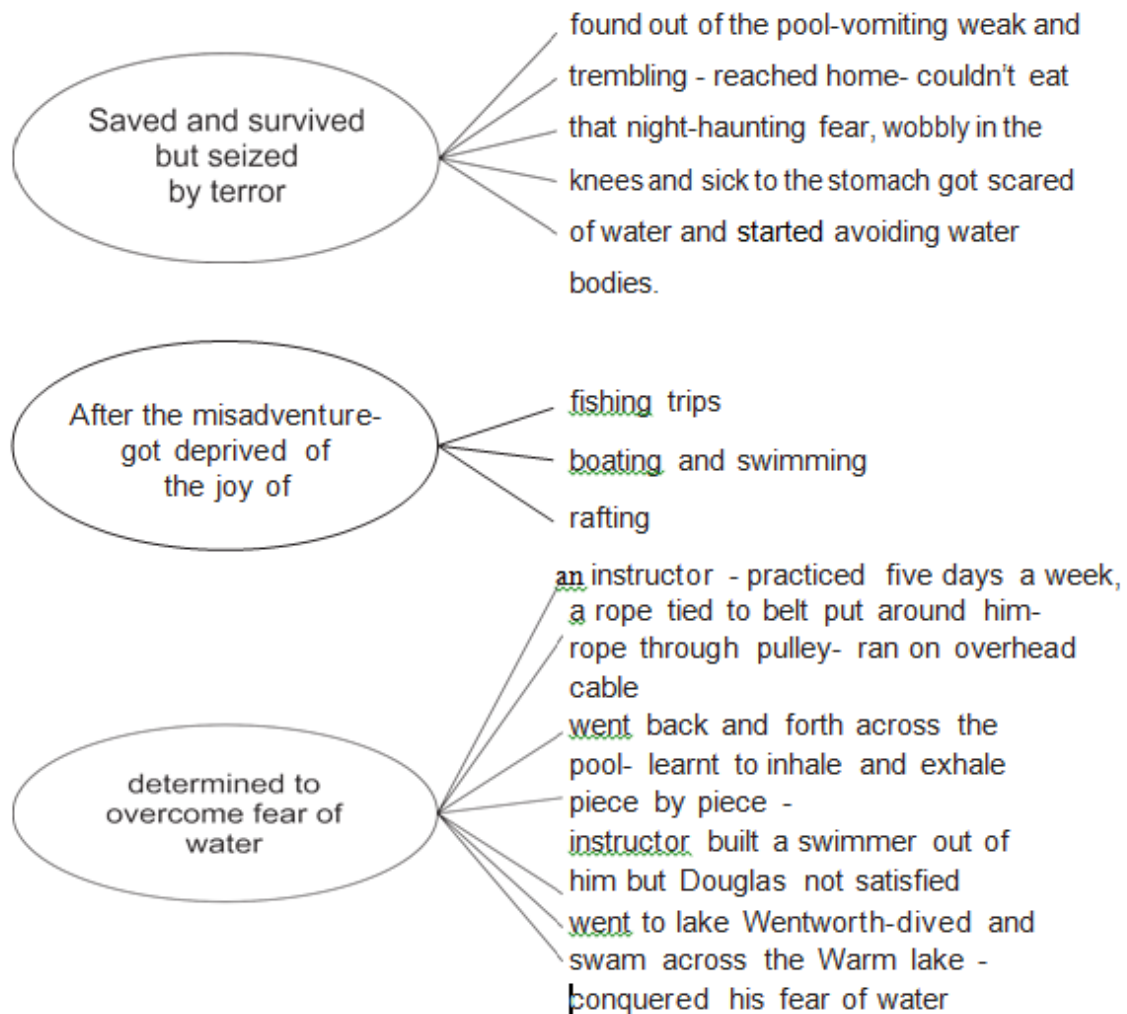 Saved and survived
but seized
by terror
found out of the pool-vomiting weak and
trembling - reached home- couldn’t eat
that night-haunting fear, wobbly in the
knees and sick to the stomach got scared
of water and started avoiding water
bodies.
After the misadventure-
got deprived of
the joy of
fishing trips
boating and swimming
rafting
determined to
overcome fear of
water
an instructor - practiced five days a week,
a rope tied to belt put around him-
rope through pulley- ran on overhead
cable
went back and forth across the
pool- learnt to inhale and exhale
piece by piece -
instructor built a swimmer out of
him but Douglas not satisfied
went to lake Wentworth-dived and
swam across the Warm lake -
conquered his fear of water